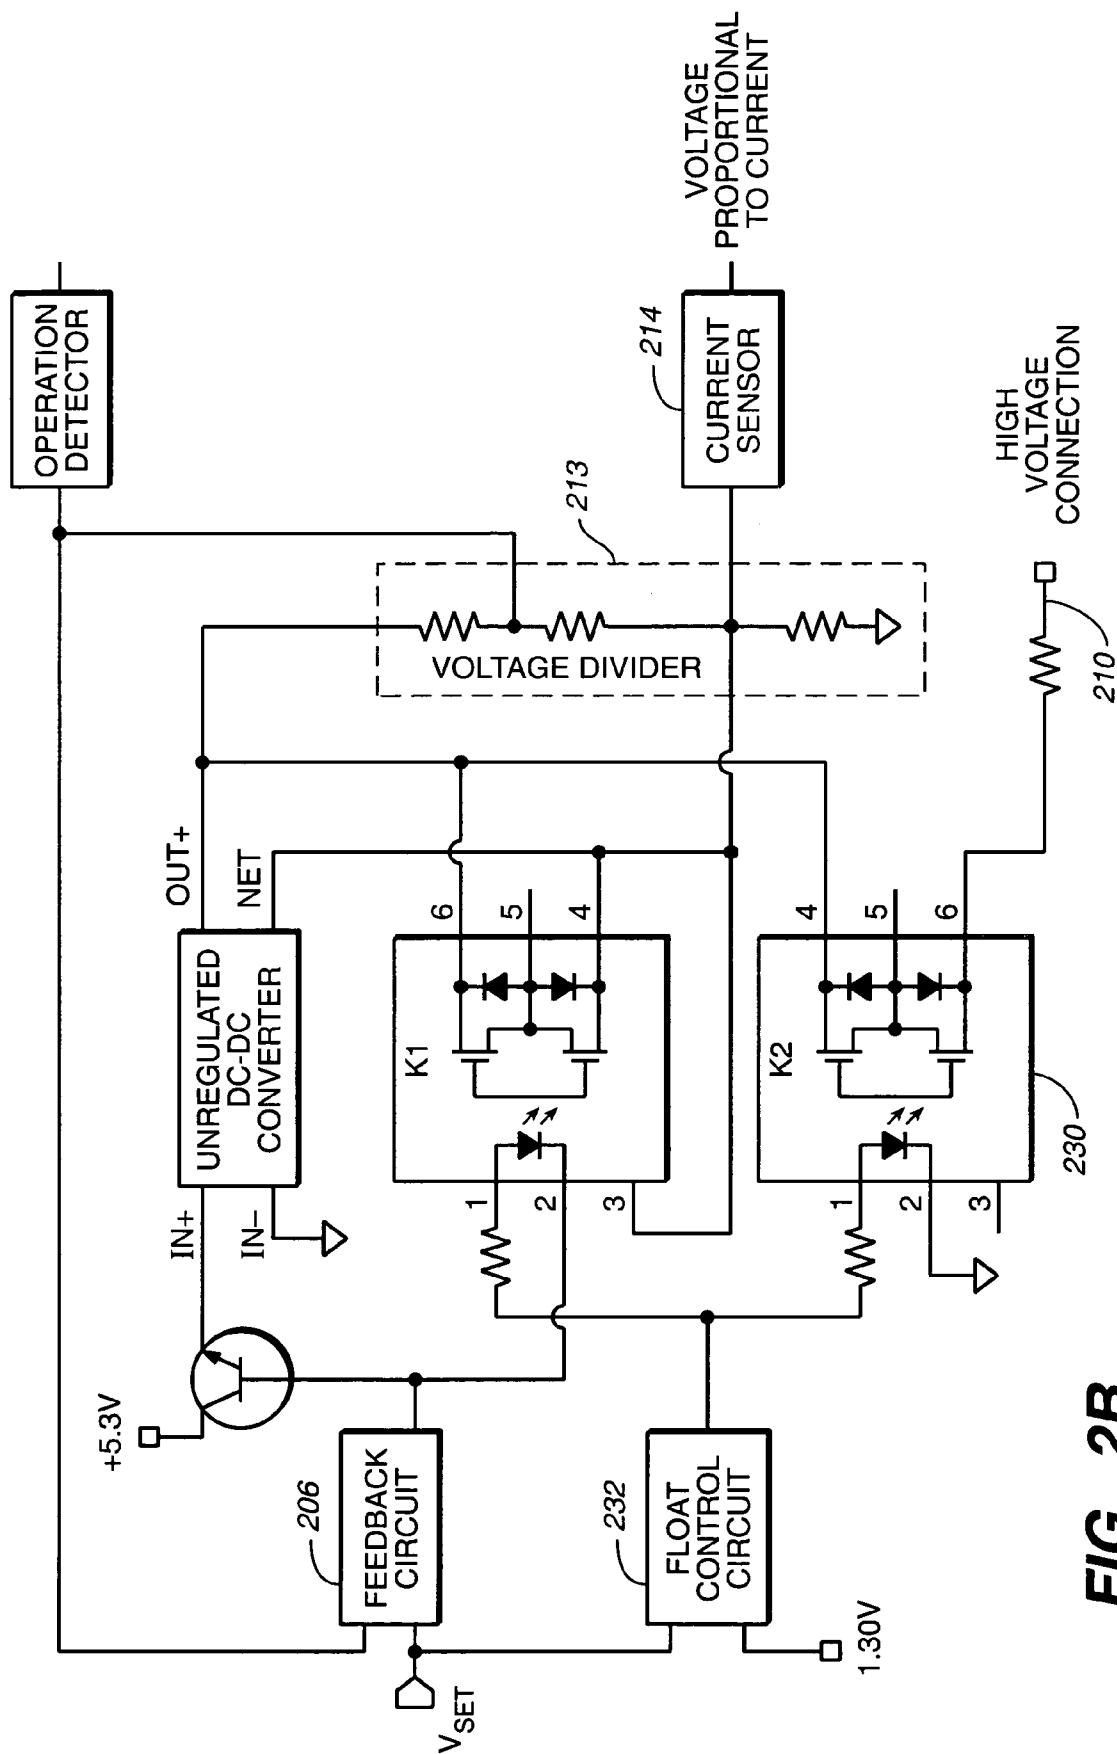 OPERATION
DETECTOR
VOLTAGE
PROPORTIONAL
TO CURRENT
214
CURRENT
SENSOR
213
VOLTAGE DIVIDER
HIGH
VOLTAGE
CONNECTION
210
OUT+
NET
UNREGULATED
DC-DC
CONVERTER
IN+
IN–
+5.3V
K1
6
5
4
1
2
3
K2
4
5
6
1
2
3
230
206
FEEDBACK
CIRCUIT
232
FLOAT
CONTROL
CIRCUIT
VSET
1.30V
FIG._2B